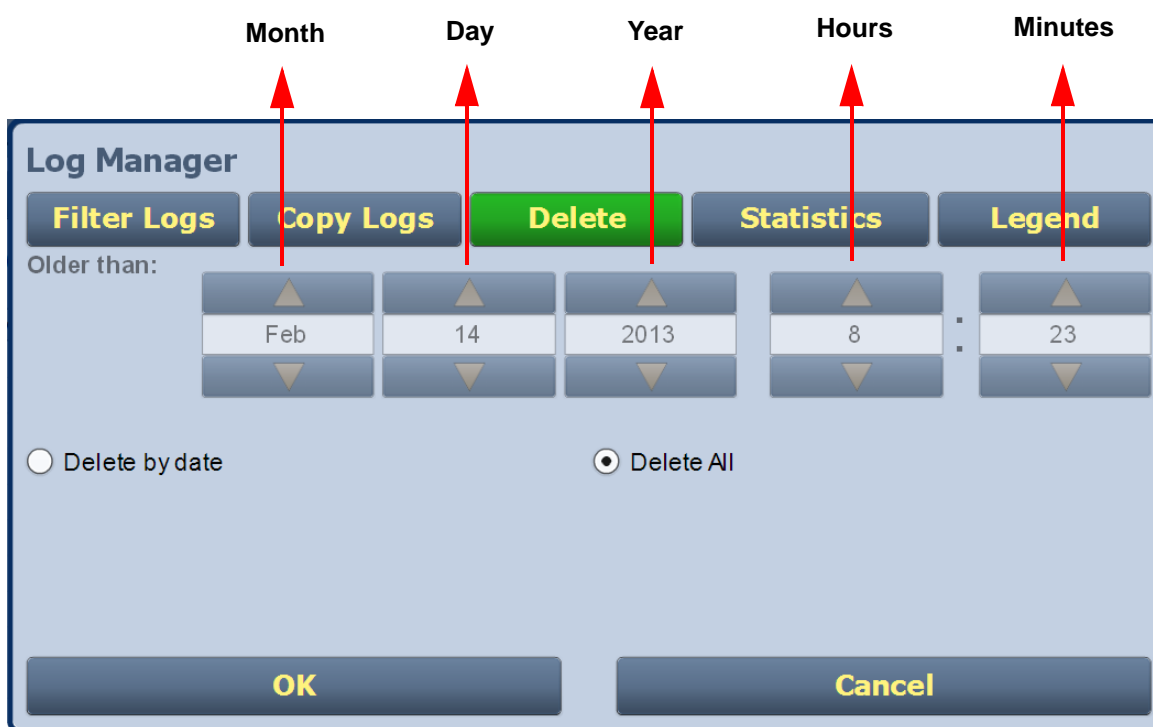 Month Day Year Hours Minutes
Log Manager
Filter Logs Copy Logs Delete Statistics Legend
Older than:
Feb 14 2013 8 : 23
Delete by date Delete All
OK Cancel